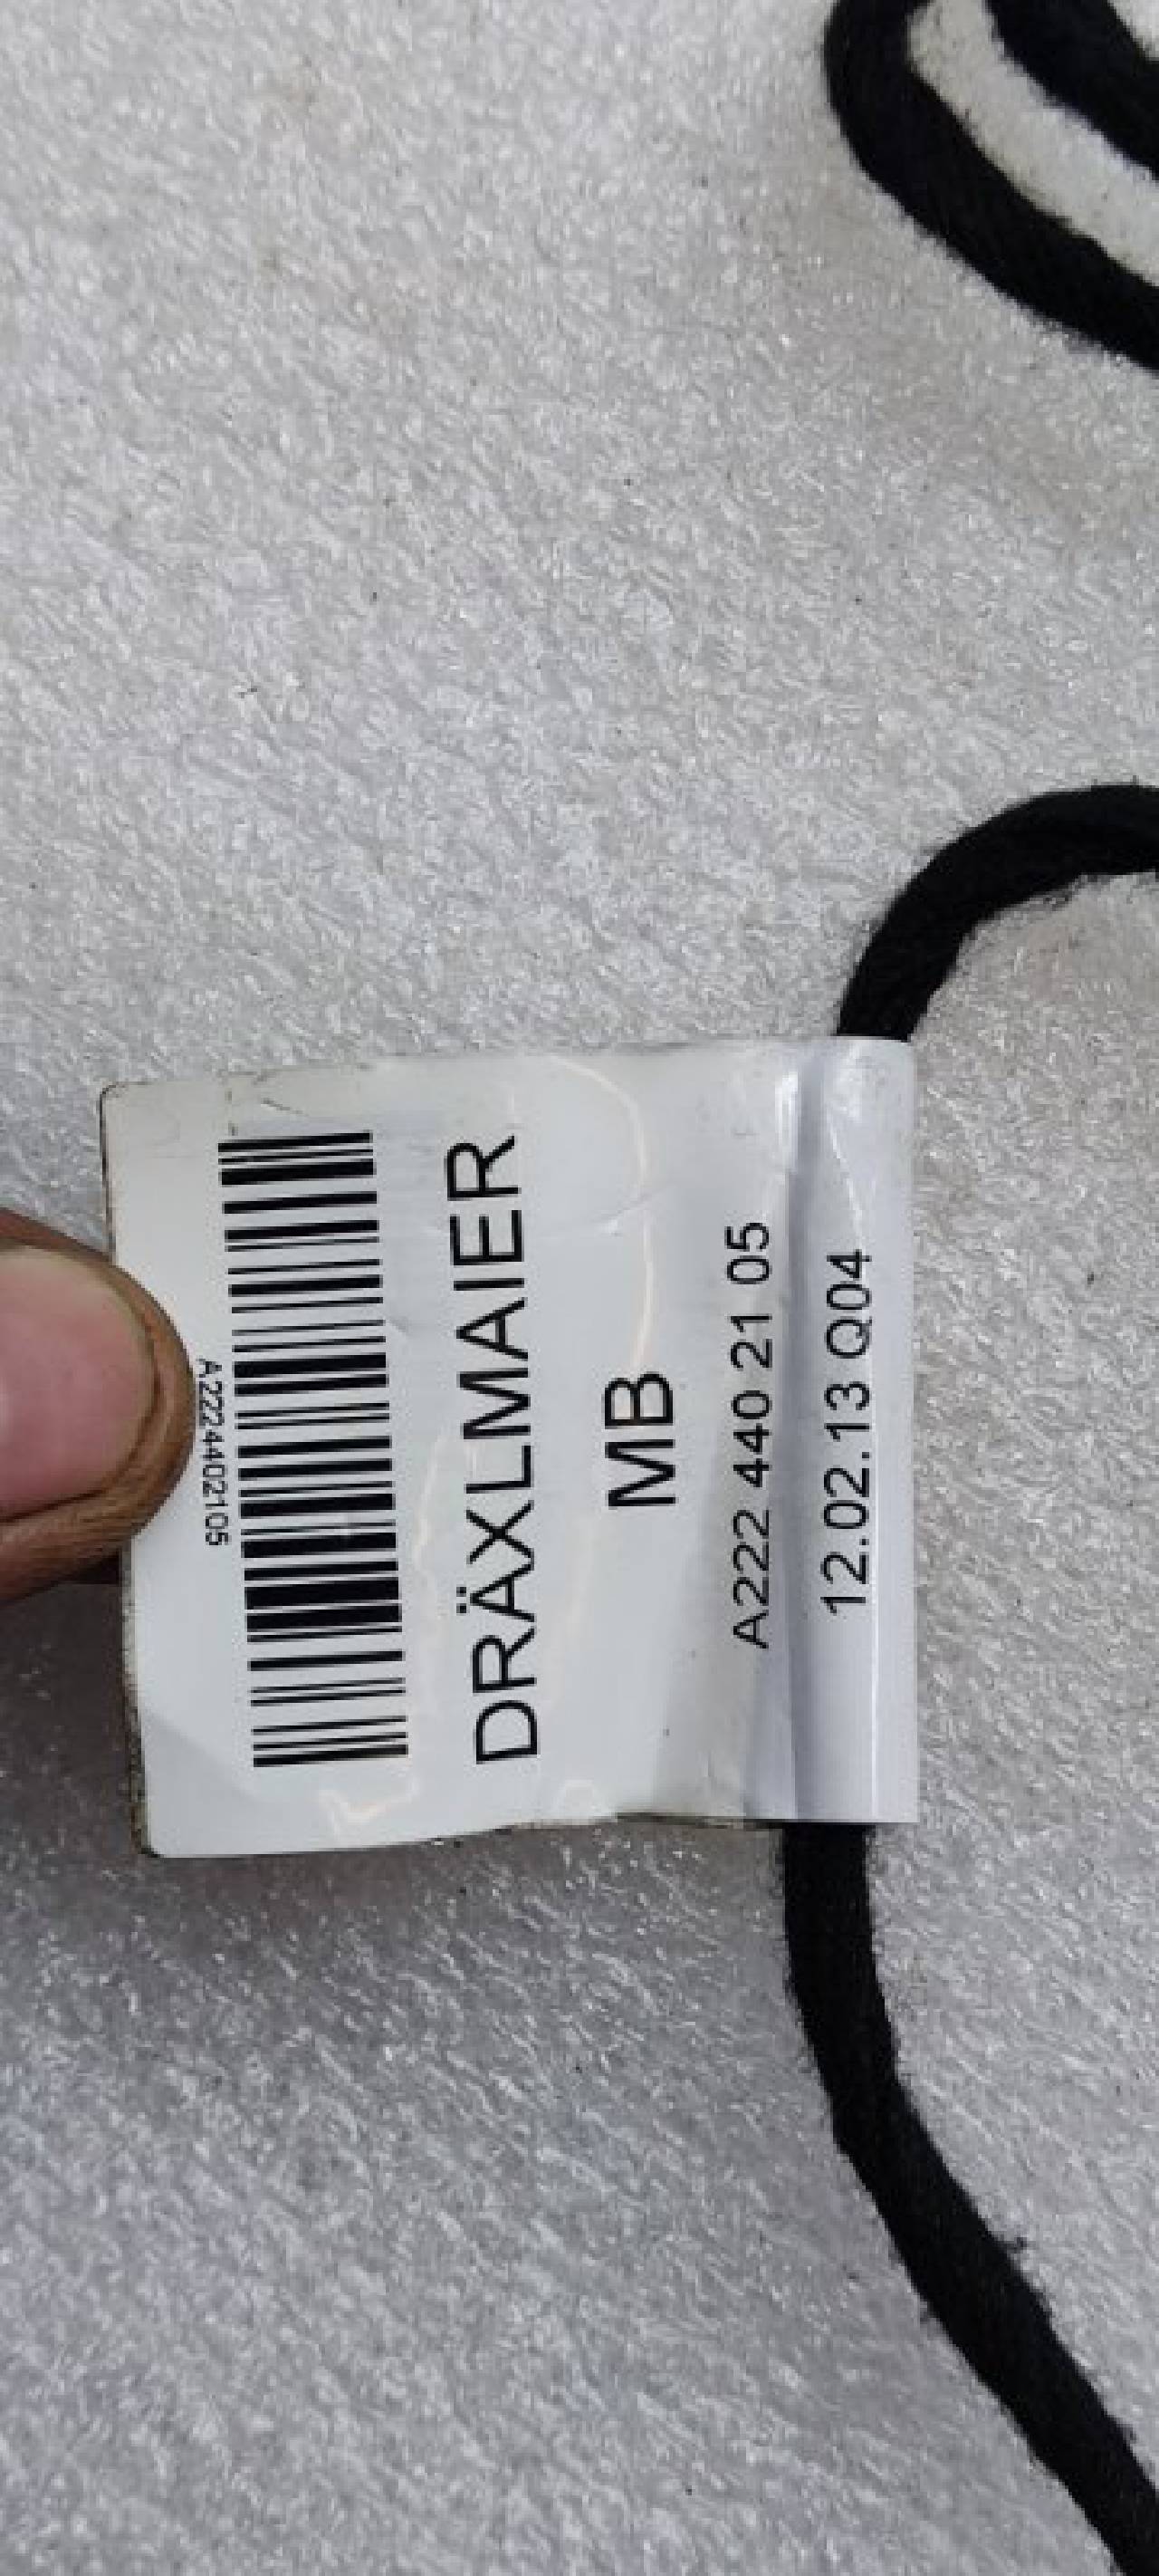 A2224402105
DRÄXLMAIER
MB
A222 440 21 05
12.02.13 Q04